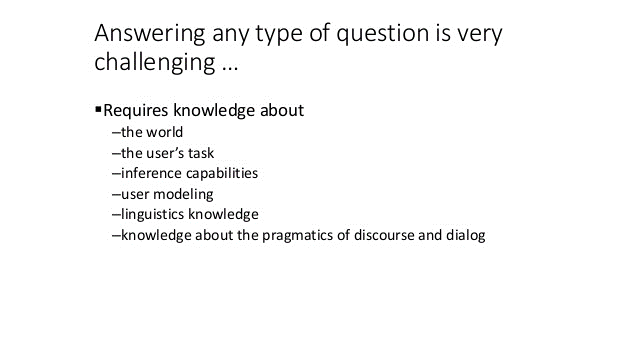 Answering any type of question is very
challenging …
▪Requires knowledge about
–the world
–the user’s task
–inference capabilities
–user modeling
–linguistics knowledge
–knowledge about the pragmatics of discourse and dialog